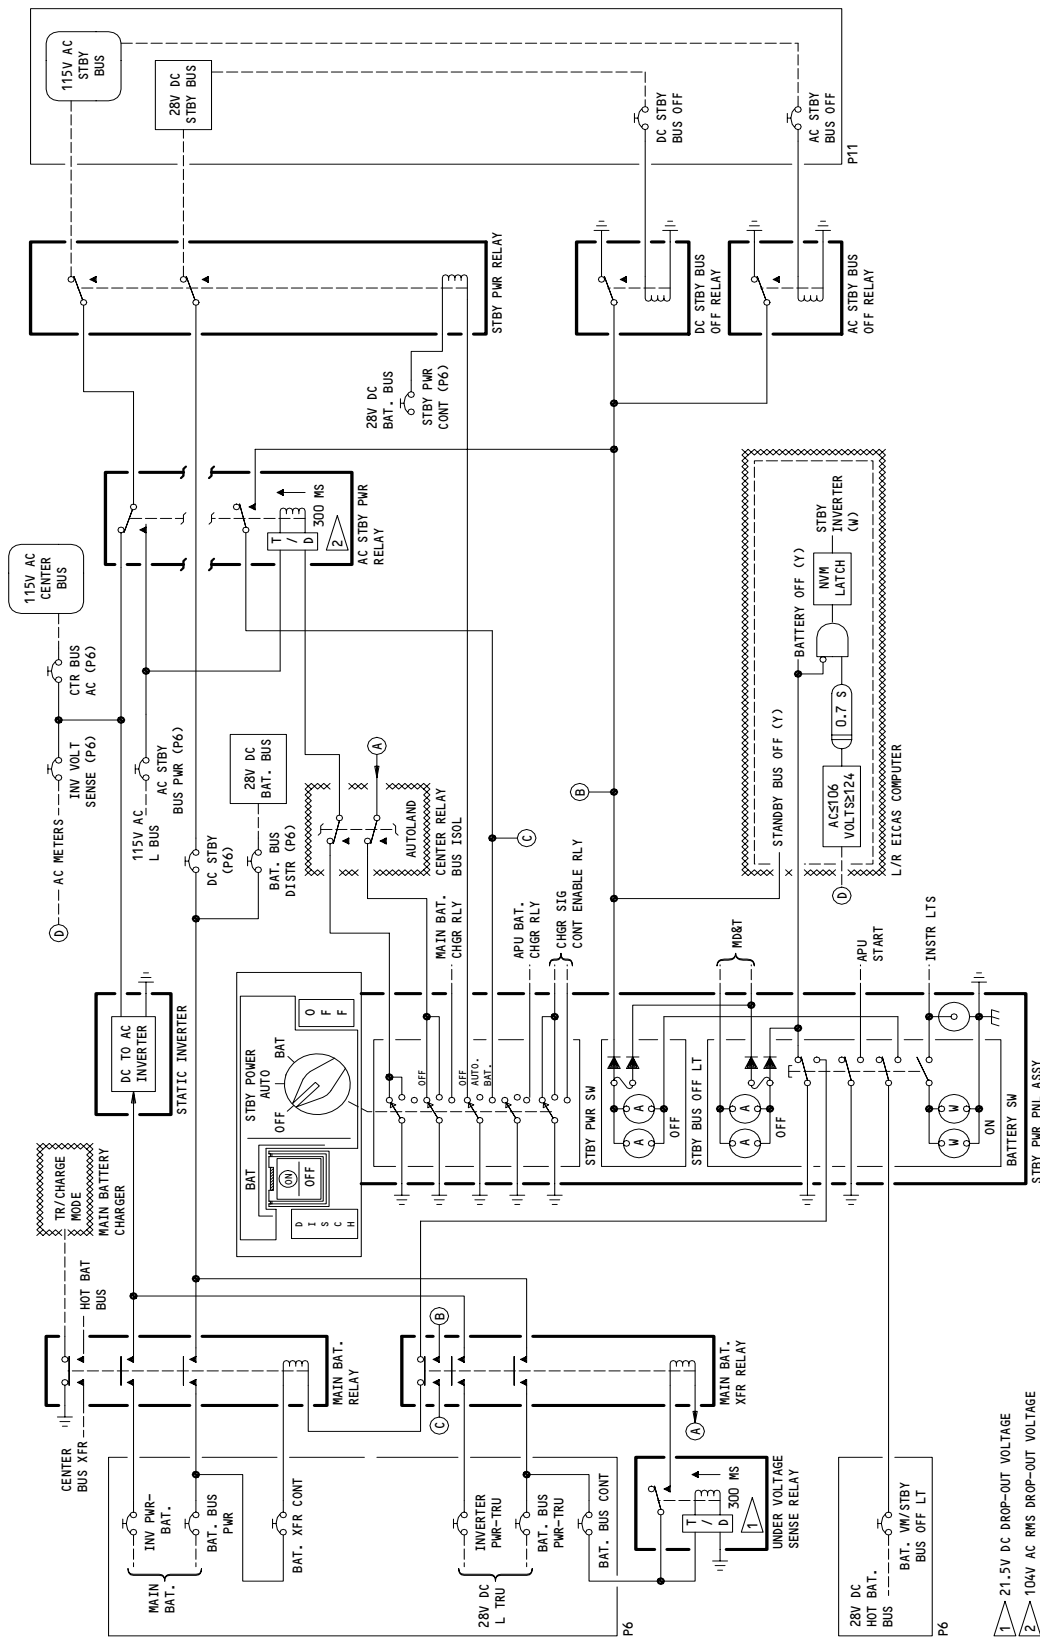 115V AC
STBY
BUS
28V DC
STBY BUS
DC STBY
BUS OFF
AC STBY
BUS OFF
P11
STBY PWR RELAY
28V DC
BAT. BUS
STBY PWR
CONT (P6)
DC STBY BUS
OFF RELAY
AC STBY BUS
OFF RELAY
115V AC
CENTER
BUS
CTR BUS
AC (P6)
INV VOLT
SENSE (P6)
AC METERS
D
115V AC
L BUS
AC STBY
BUS PWR (P6)
DC STBY
(P6)
28V DC
BAT. BUS
BAT. BUS
DISTR (P6)
T/D
300 MS
2
AC STBY PWR
RELAY
A
AUTOLAND
CENTER RELAY
BUS ISOL
C
B
STANDBY BUS OFF (Y)
BATTERY OFF (Y)
STBY
INVERTER
(W)
NVM
LATCH
0.7 S
AC≤106
VOLTS≥124
D
L/R EICAS COMPUTER
DC TO AC
INVERTER
STATIC INVERTER
STBY POWER
OFF
AUTO
BAT
OFF
BAT
ON
OFF
DISCH
MAIN BAT.
CHGR RLY
APU BAT.
CHGR RLY
CHGR SIG
CONT ENABLE RLY
OFF
OFF
AUTO.
BAT.
STBY PWR SW
MD&T
A
A
OFF
STBY BUS OFF LT
A
A
OFF
APU
START
INSTR LTS
W
W
ON
BATTERY SW
STBY PWR PNL ASSY
TR/CHARGE
MODE
MAIN BATTERY
CHARGER
HOT BAT
BUS
CENTER
BUS XFR
MAIN BAT.
RELAY
B
C
MAIN BAT.
XFR RELAY
A
INV PWR-
BAT.
BAT. BUS
PWR
MAIN
BAT.
BAT. XFR CONT
INVERTER
PWR-TRU
BAT. BUS
PWR-TRU
28V DC
L TRU
BAT. BUS CONT
P6
T/D
300 MS
1
UNDER VOLTAGE
SENSE RELAY
28V DC
HOT BAT.
BUS
BAT. VM/STBY
BUS OFF LT
P6
1 21.5V DC DROP-OUT VOLTAGE
2 104V AC RMS DROP-OUT VOLTAGE